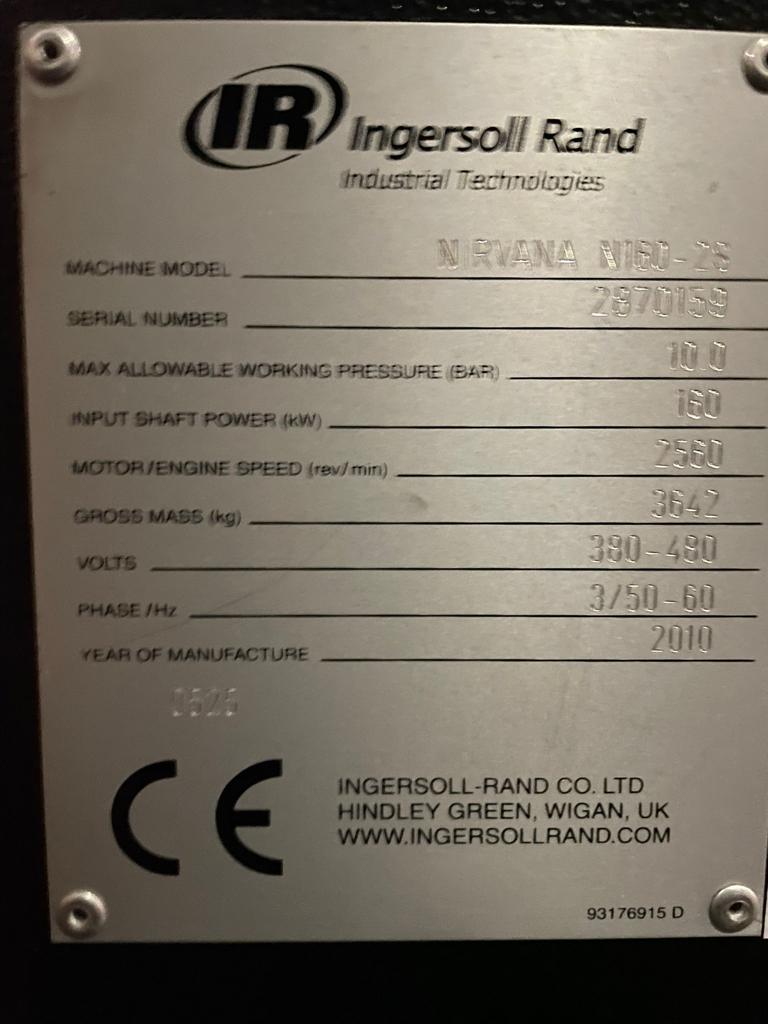 IR Ingersoll Rand
Industrial Technologies
MACHINE MODEL NIRVANA N160-2S
SERIAL NUMBER 2870159
MAX ALLOWABLE WORKING PRESSURE (BAR) 10.0
INPUT SHAFT POWER (kW) 160
MOTOR/ENGINE SPEED (rev/min) 2560
GROSS MASS (kg) 3642
VOLTS 380-480
PHASE/Hz 3/50-60
YEAR OF MANUFACTURE 2010
0525
CE
INGERSOLL-RAND CO. LTD
HINDLEY GREEN, WIGAN, UK
WWW.INGERSOLLRAND.COM
93176915 D